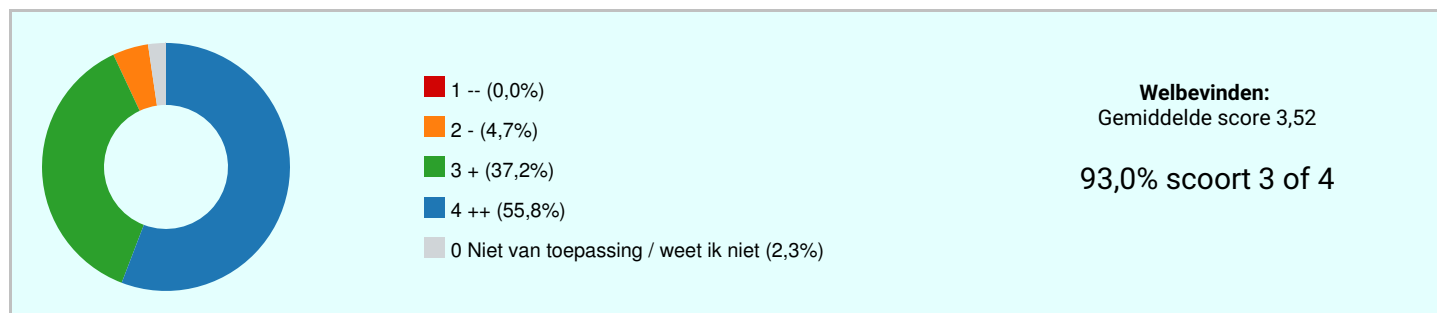 1 -- (0,0%)
2 - (4,7%)
3 + (37,2%)
4 ++ (55,8%)
0 Niet van toepassing / weet ik niet (2,3%)
Welbevinden:
Gemiddelde score 3,52
93,0% scoort 3 of 4